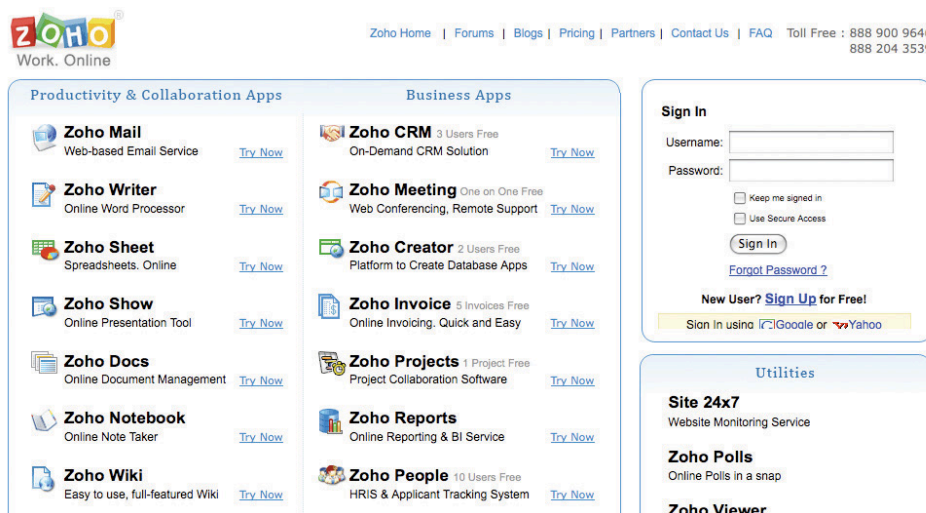 ZOHO®
Work. Online
Zoho Home | Forums | Blogs | Pricing | Partners | Contact Us | FAQ Toll Free : 888 900 964
888 204 353
Productivity & Collaboration Apps
Zoho Mail
Web-based Email Service Try Now
Zoho Writer
Online Word Processor Try Now
Zoho Sheet
Spreadsheets. Online Try Now
Zoho Show
Online Presentation Tool Try Now
Zoho Docs
Online Document Management Try Now
Zoho Notebook
Online Note Taker Try Now
Zoho Wiki
Easy to use, full-featured Wiki Try Now
Business Apps
Zoho CRM 3 Users Free
On-Demand CRM Solution Try Now
Zoho Meeting One on One Free
Web Conferencing, Remote Support Try Now
Zoho Creator 2 Users Free
Platform to Create Database Apps Try Now
Zoho Invoice 5 Invoices Free
Online Invoicing. Quick and Easy Try Now
Zoho Projects 1 Project Free
Project Collaboration Software Try Now
Zoho Reports
Online Reporting & BI Service Try Now
Zoho People 10 Users Free
HRIS & Applicant Tracking System Try Now
Sign In
Username:
Password:
Keep me signed in
Use Secure Access
Sign In
Forgot Password ?
New User? Sign Up for Free!
Sign In using Google or Yahoo
Utilities
Site 24x7
Website Monitoring Service
Zoho Polls
Online Polls in a snap
Zoho Viewer